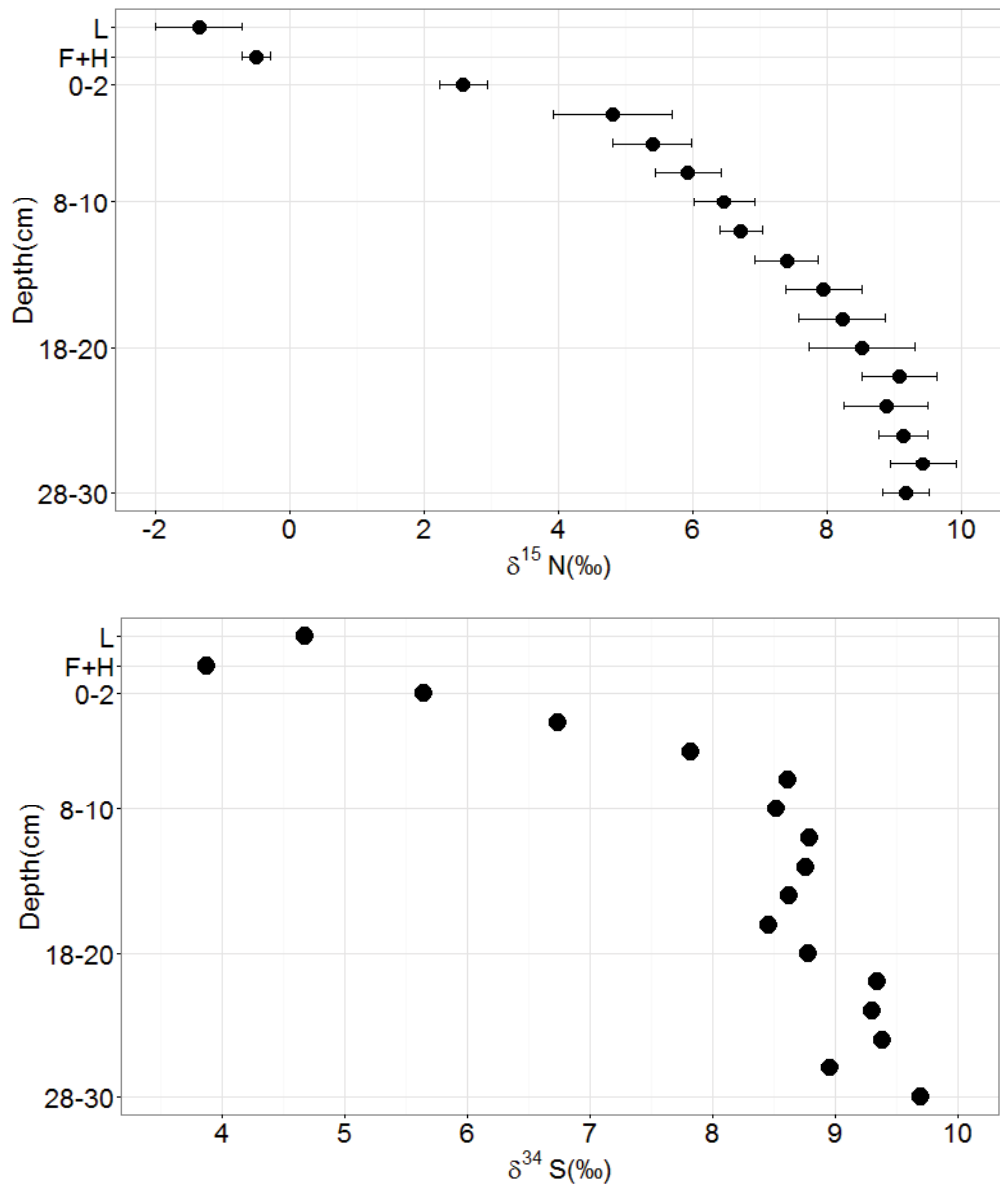 L
F+H
0-2
8-10
18-20
28-30
Depth(cm)
-2 0 2 4 6 8 10
δ¹⁵ N(‰)
L
F+H
0-2
8-10
18-20
28-30
Depth(cm)
4 5 6 7 8 9 10
δ³⁴ S(‰)